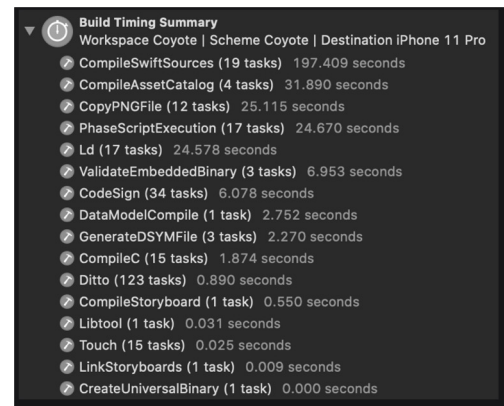 Build Timing Summary
Workspace Coyote | Scheme Coyote | Destination iPhone 11 Pro
CompileSwiftSources (19 tasks) 197.409 seconds
CompileAssetCatalog (4 tasks) 31.890 seconds
CopyPNGFile (12 tasks) 25.115 seconds
PhaseScriptExecution (17 tasks) 24.670 seconds
Ld (17 tasks) 24.578 seconds
ValidateEmbeddedBinary (3 tasks) 6.953 seconds
CodeSign (34 tasks) 6.078 seconds
DataModelCompile (1 task) 2.752 seconds
GenerateDSYMFile (3 tasks) 2.270 seconds
CompileC (15 tasks) 1.874 seconds
Ditto (123 tasks) 0.890 seconds
CompileStoryboard (1 task) 0.550 seconds
Libtool (1 task) 0.031 seconds
Touch (15 tasks) 0.025 seconds
LinkStoryboards (1 task) 0.009 seconds
CreateUniversalBinary (1 task) 0.000 seconds